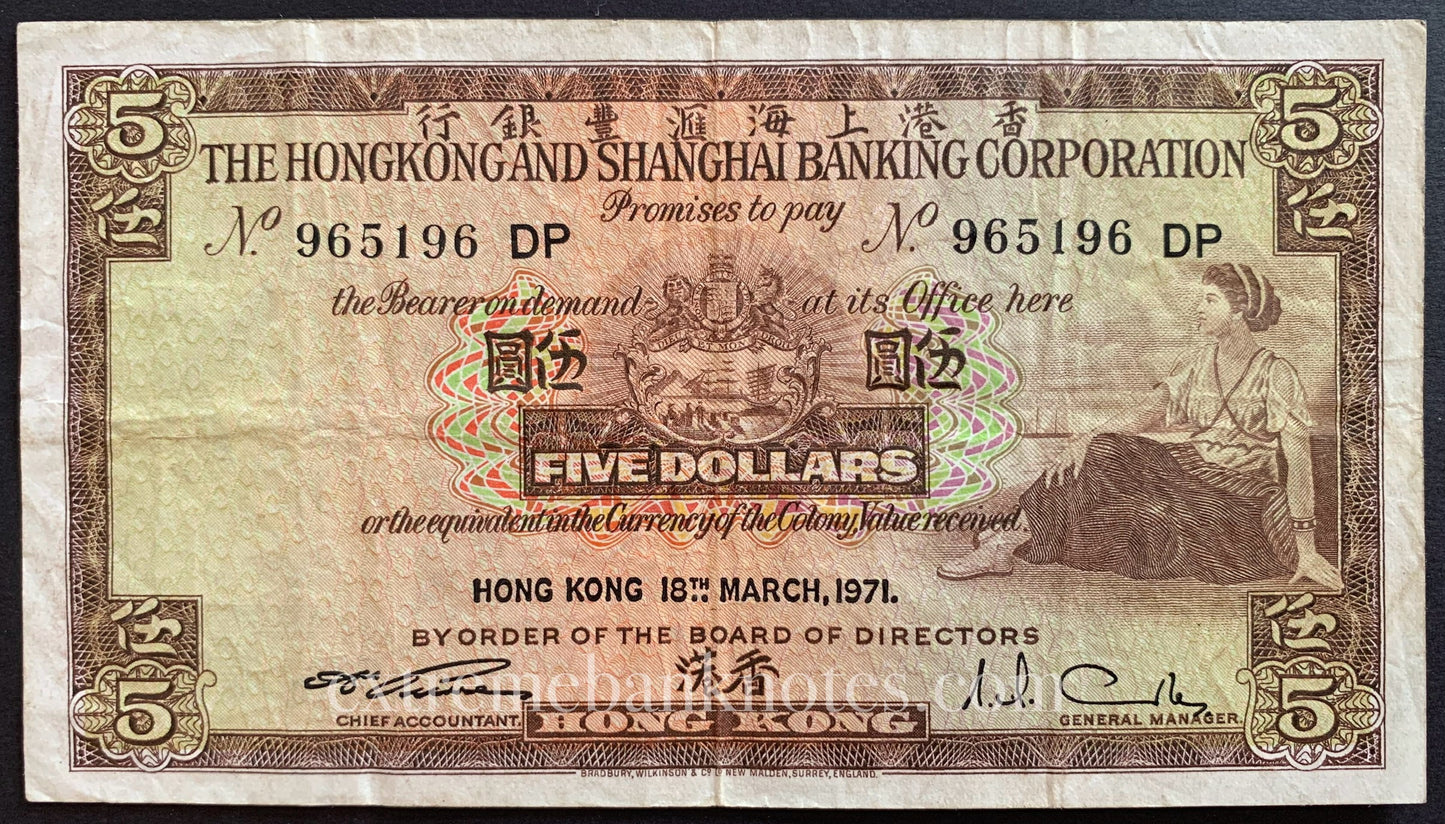 5 5
行銀豐滙海上港香
THE HONGKONG AND SHANGHAI BANKING CORPORATION
伍 伍
Promises to pay
No. 965196 DP No. 965196 DP
the Bearer on demand at its Office here
圓伍 圓伍
FIVE DOLLARS
or the equivalent in the Currency of the Colony, Value received.
HONG KONG 18TH MARCH, 1971.
BY ORDER OF THE BOARD OF DIRECTORS
伍 伍
港香
extremebanknotes.com
5 5
CHIEF ACCOUNTANT. HONG KONG GENERAL MANAGER.
BRADBURY, WILKINSON & Co. Ld. NEW MALDEN, SURREY, ENGLAND.